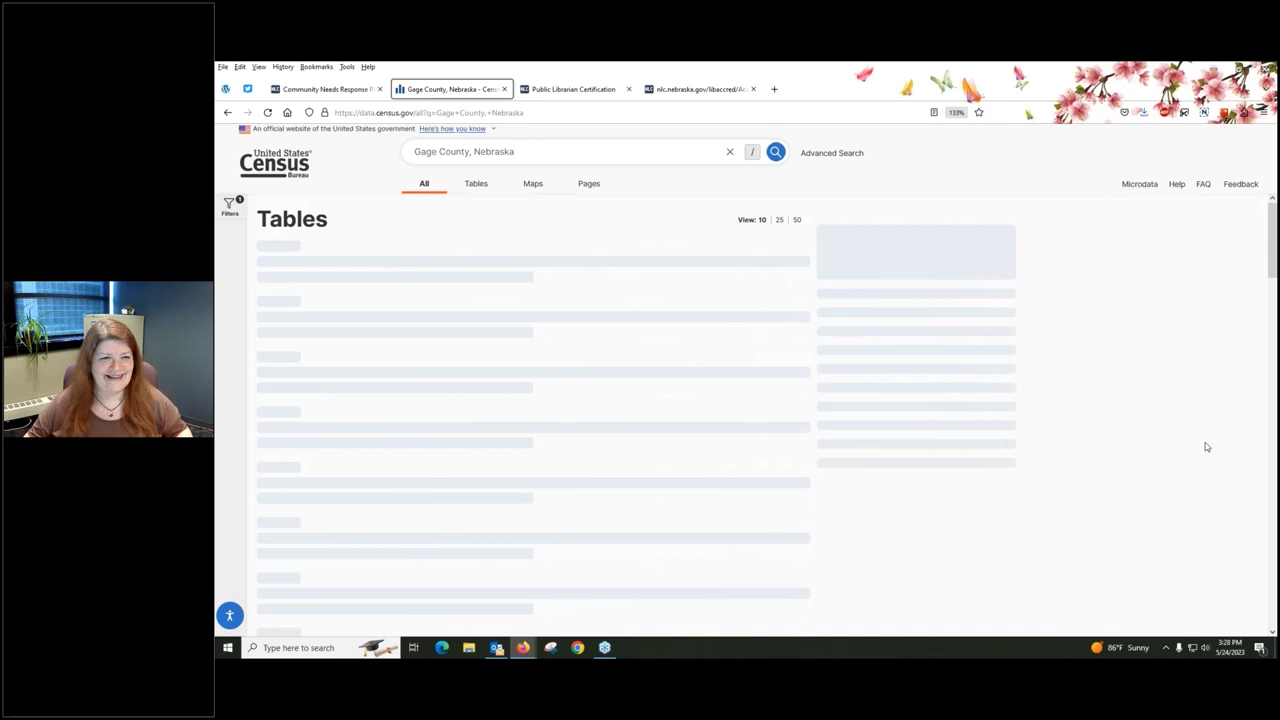 File Edit View History Bookmarks Tools Help
Community Needs Response P
Gage County, Nebraska - Cens
Public Librarian Certification
nlc.nebraska.gov/libaccred/Acc
https://data.census.gov/all?q=Gage+County,+Nebraska
133%
An official website of the United States government Here's how you know
United States® Census Bureau
Gage County, Nebraska
/
Advanced Search
All Tables Maps Pages
Microdata Help FAQ Feedback
1
Filters
Tables
View: 10 | 25 | 50
Type here to search
86°F Sunny
3:28 PM
5/24/2023